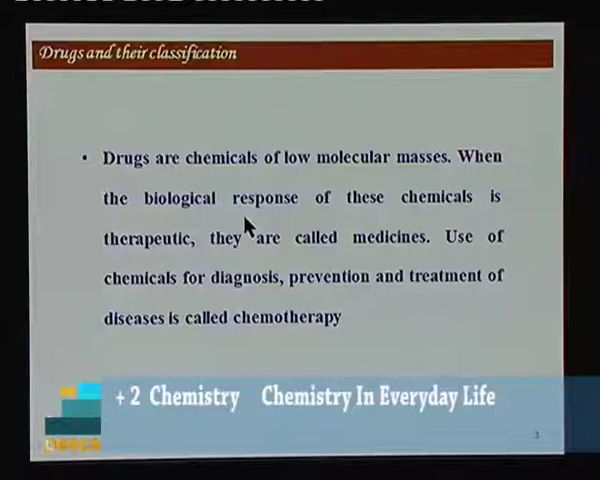 Drugs and their classification
• Drugs are chemicals of low molecular masses. When
the biological response of these chemicals is
therapeutic, they are called medicines. Use of
chemicals for diagnosis, prevention and treatment of
diseases is called chemotherapy
+ 2 Chemistry Chemistry In Everyday Life
3